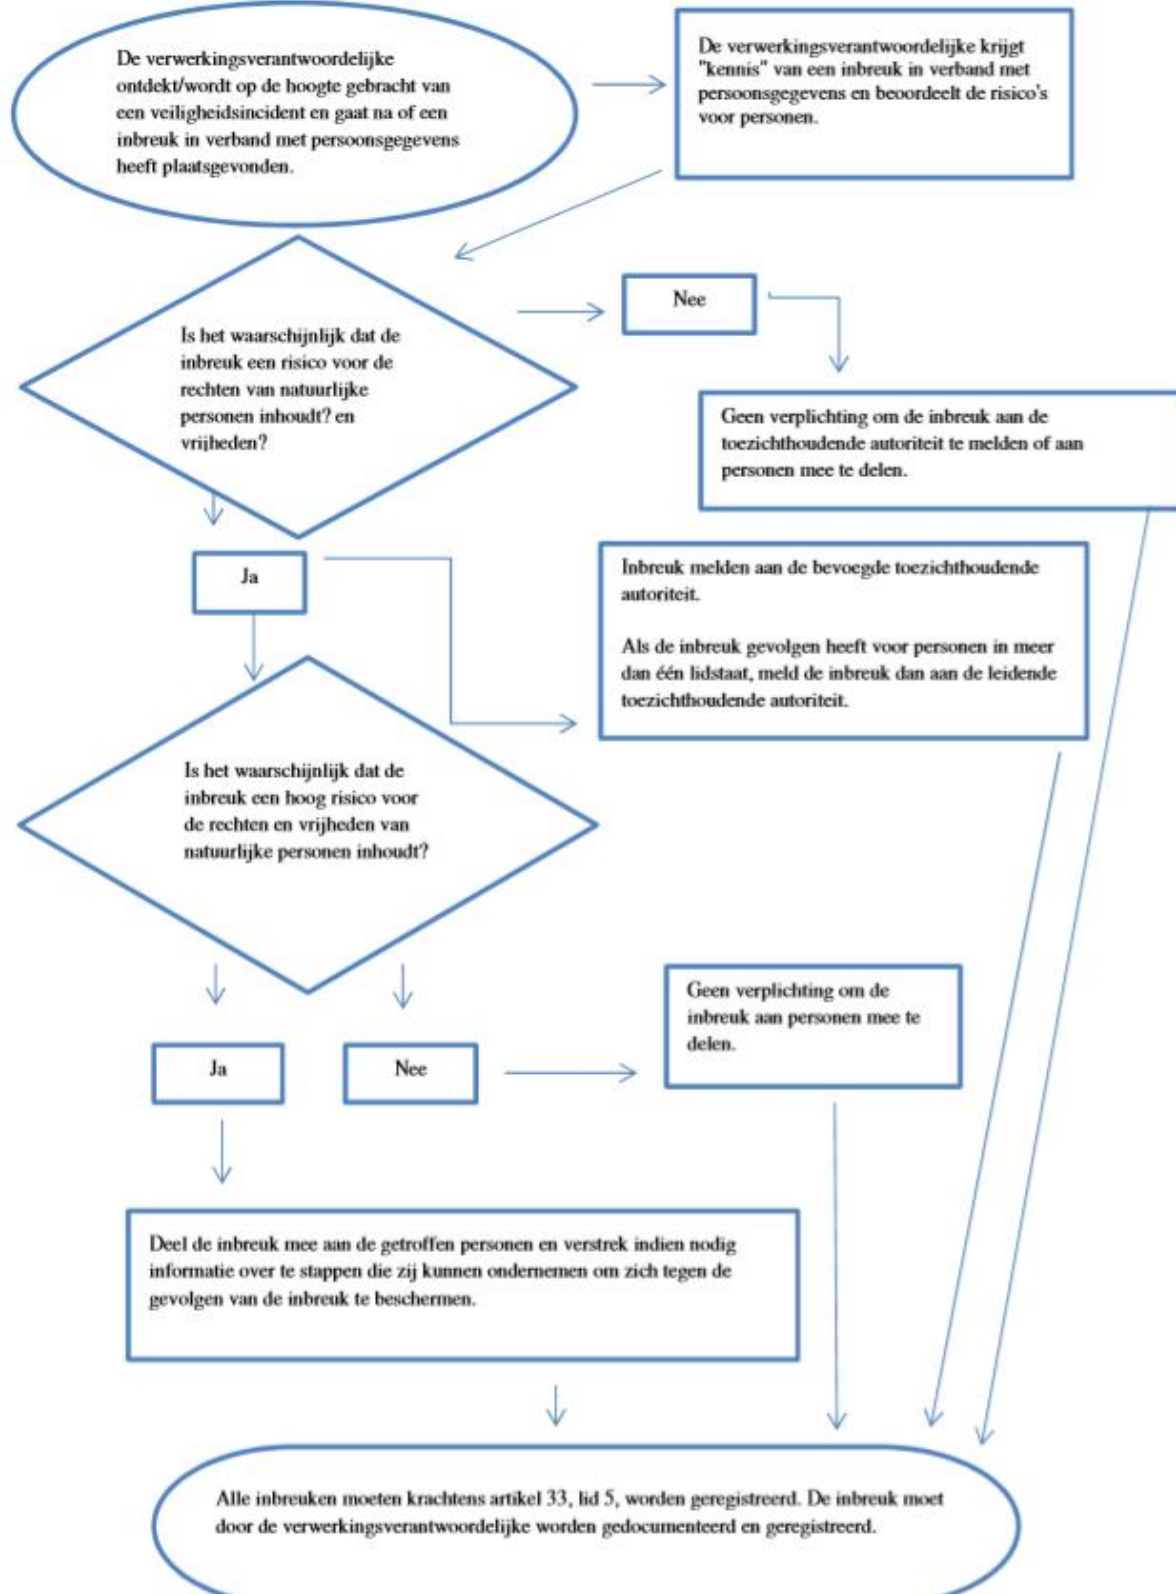 De verwerkingsverantwoordelijke
ontdekt/wordt op de hoogte gebracht van
een veiligheidsincident en gaat na of een
inbreuk in verband met persoonsgegevens
heeft plaatsgevonden.
De verwerkingsverantwoordelijke krijgt
"kennis" van een inbreuk in verband met
persoonsgegevens en beoordeelt de risico's
voor personen.
Is het waarschijnlijk dat de
inbreuk een risico voor de
rechten van natuurlijke
personen inhoudt? en
vrijheden?
Nee
Geen verplichting om de inbreuk aan de
toezichthoudende autoriteit te melden of aan
personen mee te delen.
Ja
Inbreuk melden aan de bevoegde toezichthoudende
autoriteit.
Als de inbreuk gevolgen heeft voor personen in meer
dan één lidstaat, meld de inbreuk dan aan de leidende
toezichthoudende autoriteit.
Is het waarschijnlijk dat de
inbreuk een hoog risico voor
de rechten en vrijheden van
natuurlijke personen inhoudt?
Ja
Nee
Geen verplichting om de
inbreuk aan personen mee te
delen.
Deel de inbreuk mee aan de getroffen personen en verstrek indien nodig
informatie over te stappen die zij kunnen ondernemen om zich tegen de
gevolgen van de inbreuk te beschermen.
Alle inbreuken moeten krachtens artikel 33, lid 5, worden geregistreerd. De inbreuk moet
door de verwerkingsverantwoordelijke worden gedocumenteerd en geregistreerd.